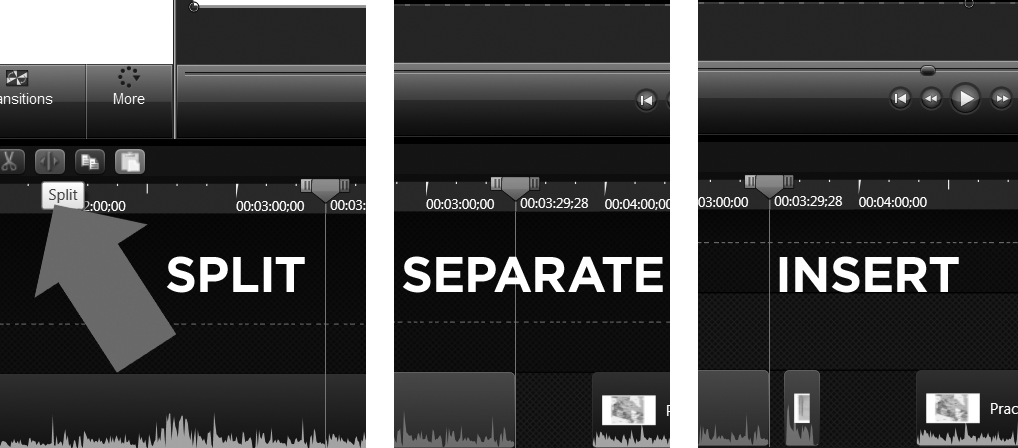 ansitions
More
Split
2:00;00
00:03:00;00
00:03:
SPLIT
00:03:00;00
00:03:29;28
00:04:00;00
SEPARATE
P
03:00;00
00:03:29;28
00:04:00;00
INSERT
Prac